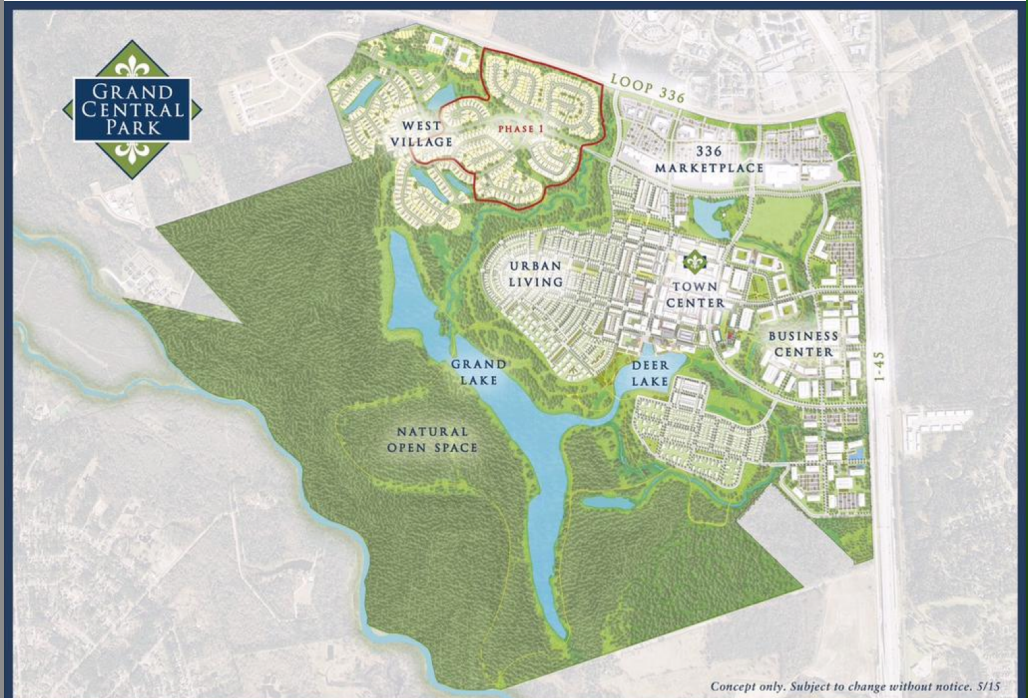 GRAND
CENTRAL
PARK
LOOP 336
WEST
VILLAGE
PHASE 1
336
MARKETPLACE
URBAN
LIVING
TOWN
CENTER
BUSINESS
CENTER
I-45
GRAND
LAKE
DEER
LAKE
NATURAL
OPEN SPACE
Concept only. Subject to change without notice. 5/15